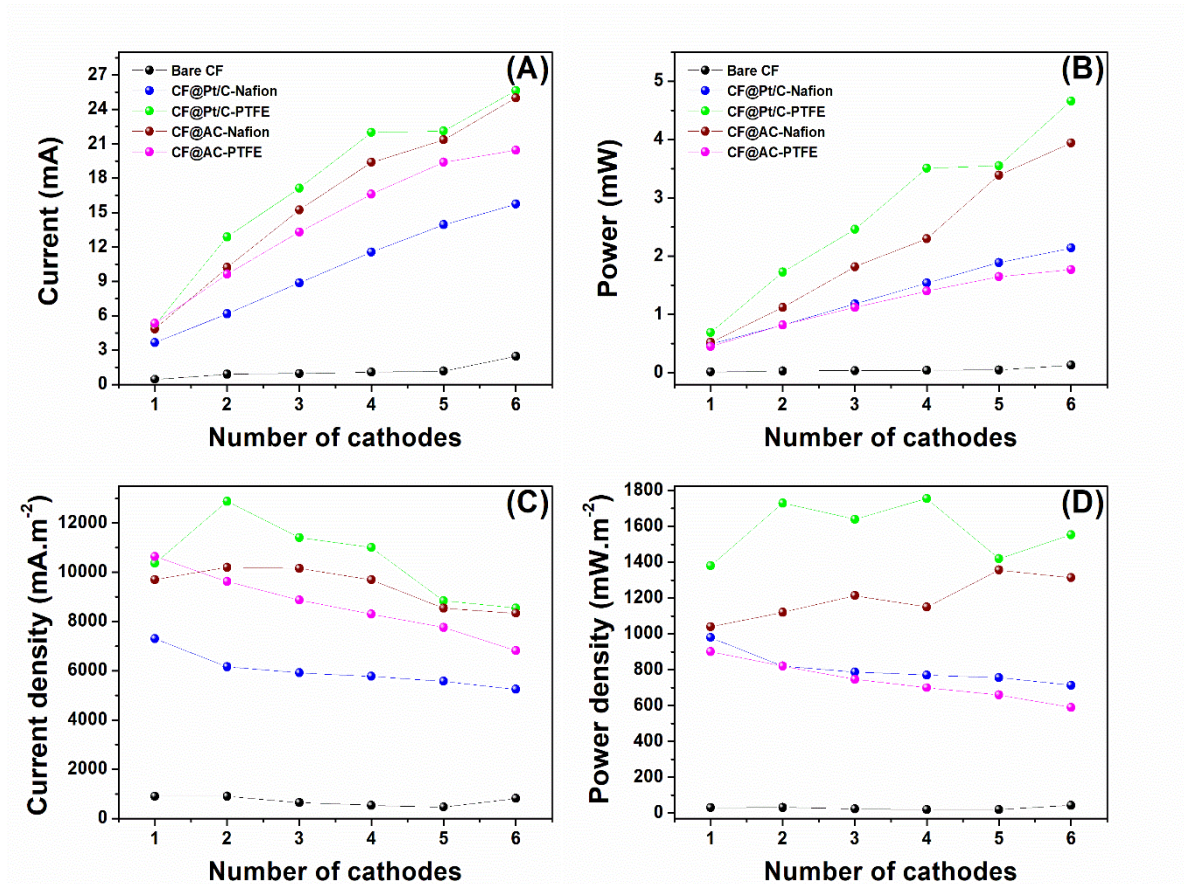 (A)
Bare CF
CF@Pt/C-Nafion
CF@Pt/C-PTFE
CF@AC-Nafion
CF@AC-PTFE
27
24
21
18
15
12
9
6
3
0
Current (mA)
1 2 3 4 5 6
Number of cathodes
(B)
Bare CF
CF@Pt/C-Nafion
CF@Pt/C-PTFE
CF@AC-Nafion
CF@AC-PTFE
5
4
3
2
1
0
Power (mW)
1 2 3 4 5 6
Number of cathodes
(C)
12000
10000
8000
6000
4000
2000
0
Current density (mA.m⁻²)
1 2 3 4 5 6
Number of cathodes
(D)
1800
1600
1400
1200
1000
800
600
400
200
0
Power density (mW.m⁻²)
1 2 3 4 5 6
Number of cathodes